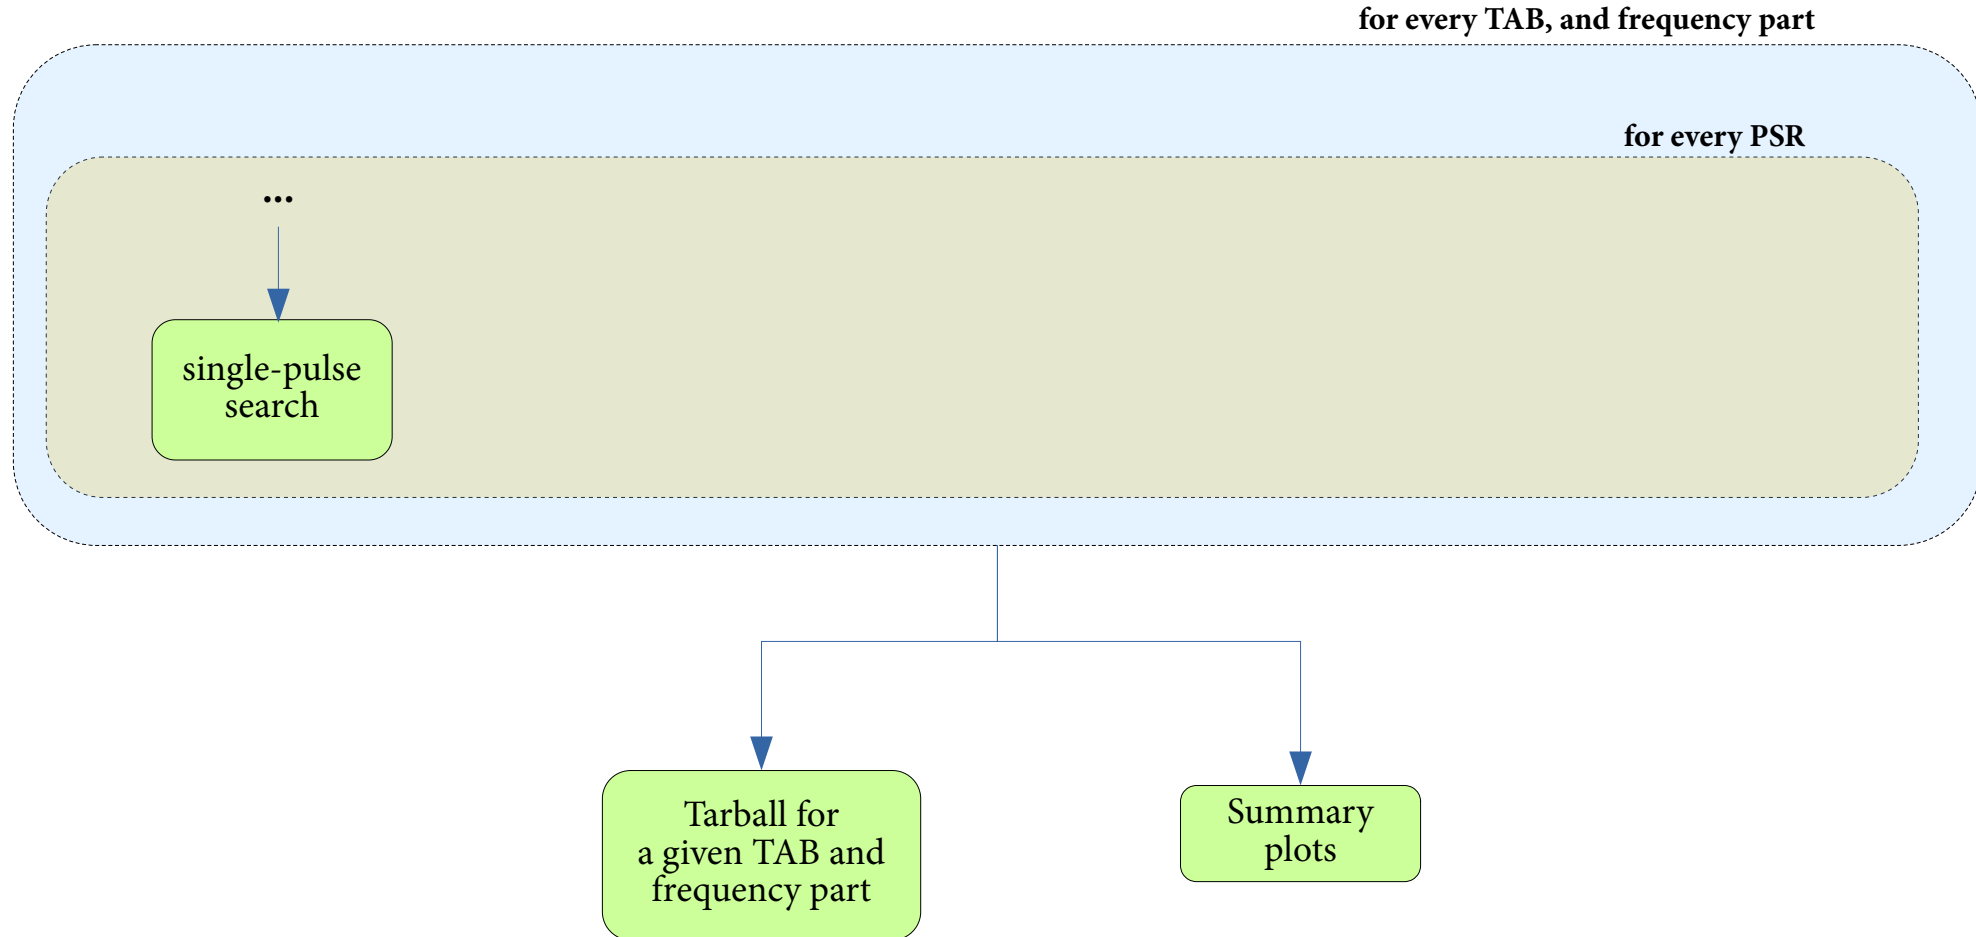 for every TAB, and frequency part
for every PSR
...
single-pulse
search
Tarball for
a given TAB and
frequency part
Summary
plots